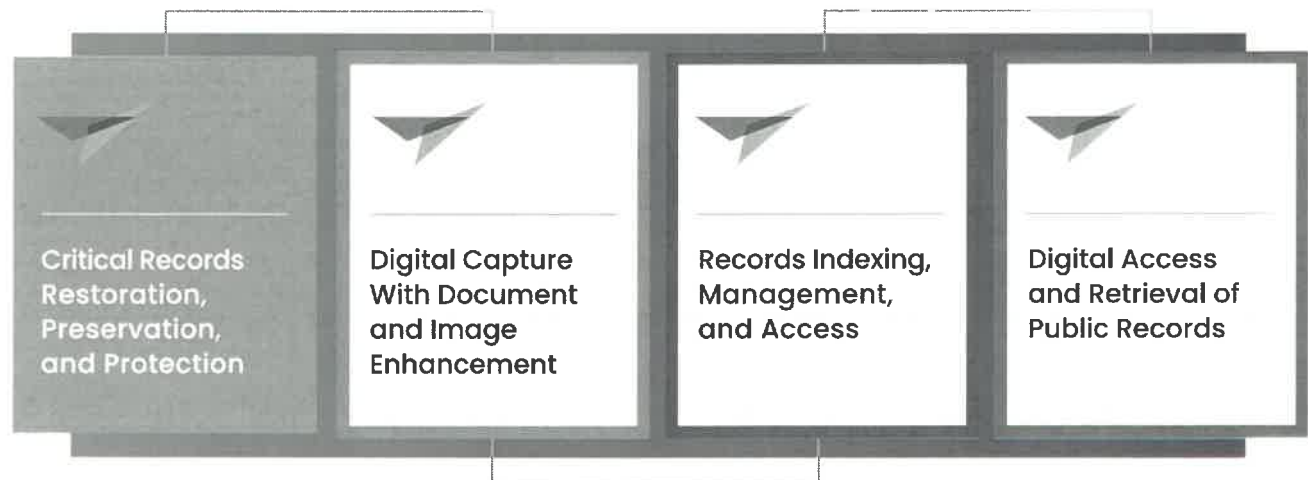 Critical Records
Restoration,
Preservation,
and Protection
Digital Capture
With Document
and Image
Enhancement
Records Indexing,
Management,
and Access
Digital Access
and Retrieval of
Public Records